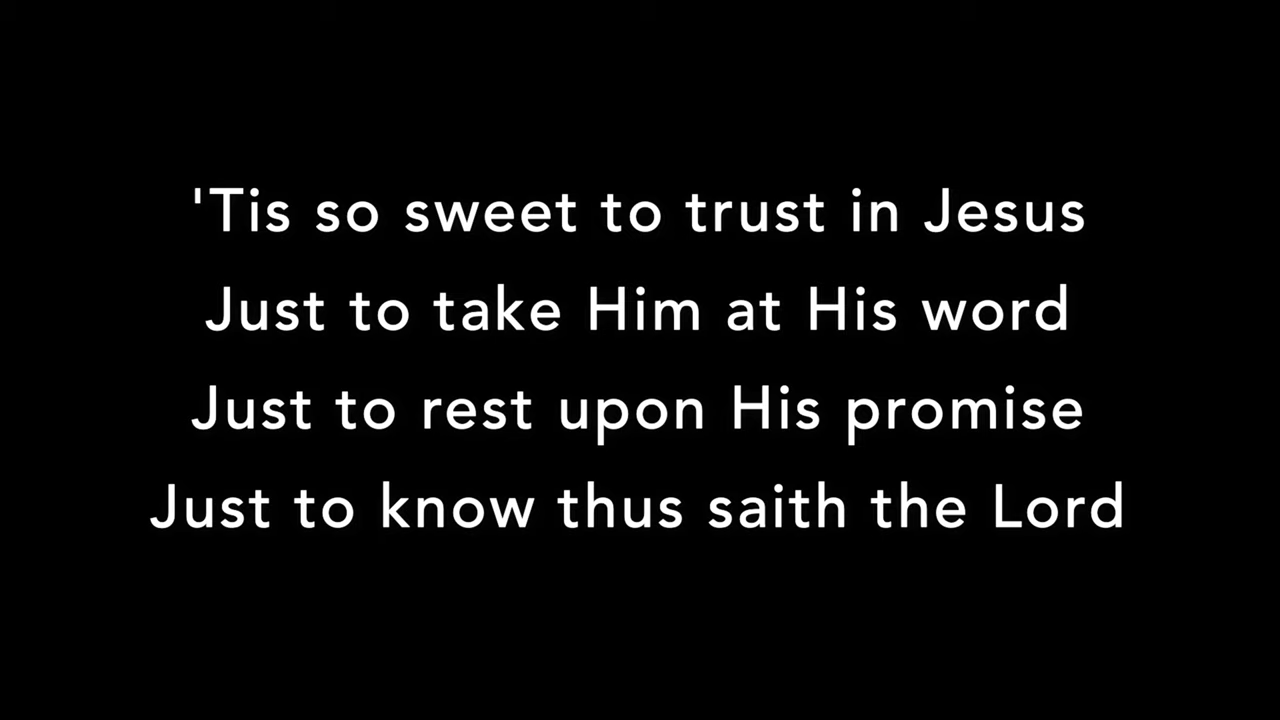 'Tis so sweet to trust in Jesus
Just to take Him at His word
Just to rest upon His promise
Just to know thus saith the Lord